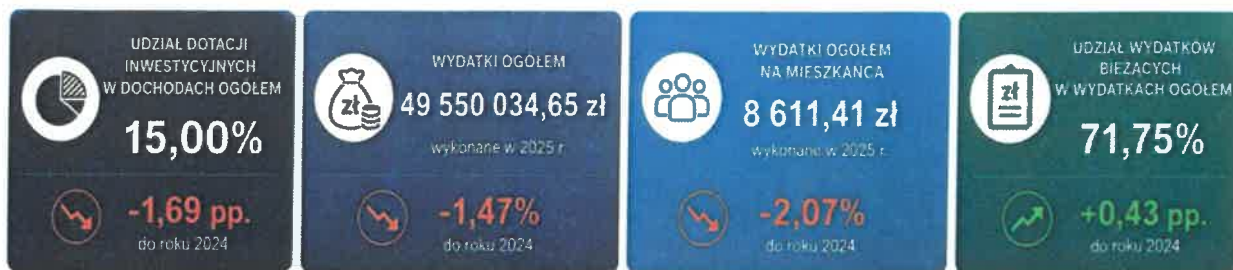 UDZIAŁ DOTACJI
INWESTYCYJNYCH
W DOCHODACH OGÓŁEM
15,00%
-1,69 pp.
do roku 2024
WYDATKI OGÓŁEM
zł
49 550 034,65 zł
wykonane w 2025 r.
-1,47%
do roku 2024
WYDATKI OGÓŁEM
NA MIESZKAŃCA
8 611,41 zł
wykonane w 2025 r.
-2,07%
do roku 2024
UDZIAŁ WYDATKÓW
BIEŻĄCYCH
W WYDATKACH OGÓŁEM
zł
71,75%
+0,43 pp.
do roku 2024